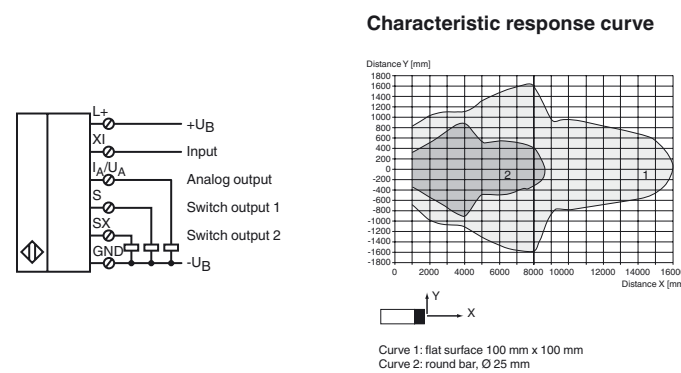 Characteristic response curve
L+
+UB
XI
Input
IA/UA
Analog output
S
Switch output 1
SX
Switch output 2
GND
-UB
Distance Y [mm]
1800
1600
1400
1200
1000
800
600
400
200
0
-200
-400
-600
-800
-1000
-1200
-1400
-1600
-1800
2
1
0 2000 4000 6000 8000 10000 12000 14000 16000
Distance X [mm
Y
X
Curve 1: flat surface 100 mm x 100 mm
Curve 2: round bar, Ø 25 mm